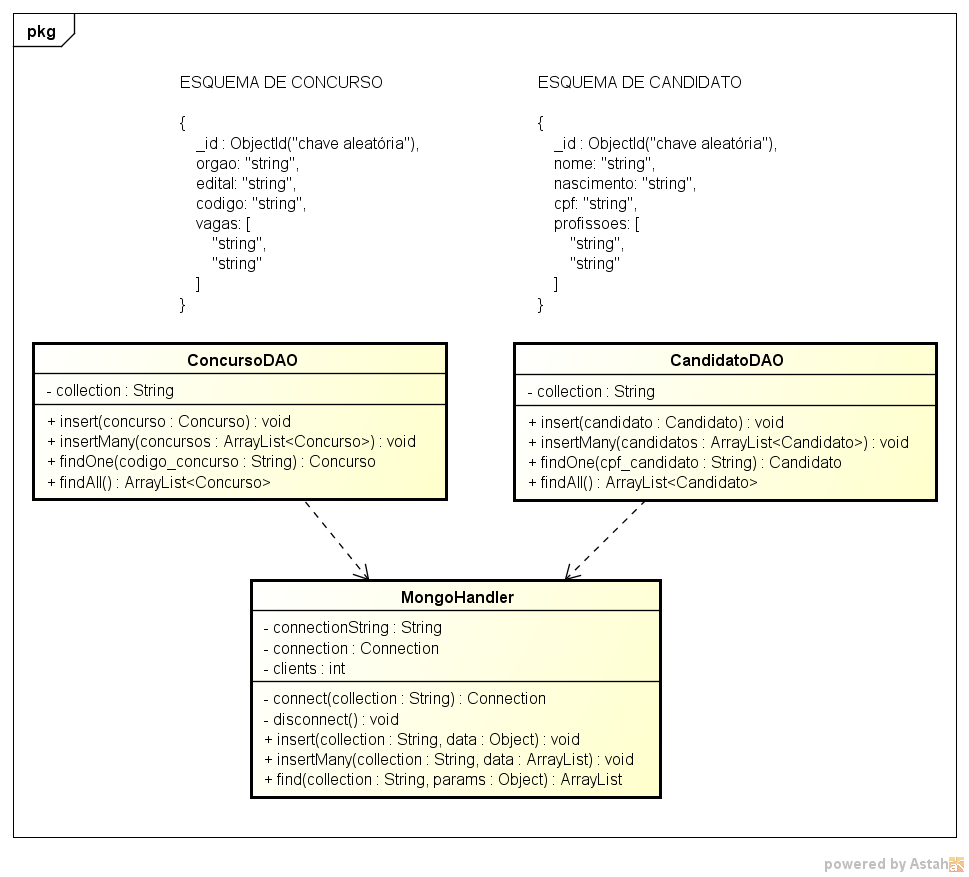 pkg
ESQUEMA DE CONCURSO
{
_id : ObjectId("chave aleatória"),
orgao: "string",
edital: "string",
codigo: "string",
vagas: [
"string",
"string"
]
}
ESQUEMA DE CANDIDATO
{
_id : ObjectId("chave aleatória"),
nome: "string",
nascimento: "string",
cpf: "string",
profissoes: [
"string",
"string"
]
}
ConcursoDAO
- collection : String
+ insert(concurso : Concurso) : void
+ insertMany(concursos : ArrayList<Concurso>) : void
+ findOne(codigo_concurso : String) : Concurso
+ findAll() : ArrayList<Concurso>
CandidatoDAO
- collection : String
+ insert(candidato : Candidato) : void
+ insertMany(candidatos : ArrayList<Candidato>) : void
+ findOne(cpf_candidato : String) : Candidato
+ findAll() : ArrayList<Candidato>
MongoHandler
- connectionString : String
- connection : Connection
- clients : int
- connect(collection : String) : Connection
- disconnect() : void
+ insert(collection : String, data : Object) : void
+ insertMany(collection : String, data : ArrayList) : void
+ find(collection : String, params : Object) : ArrayList
powered by Astah